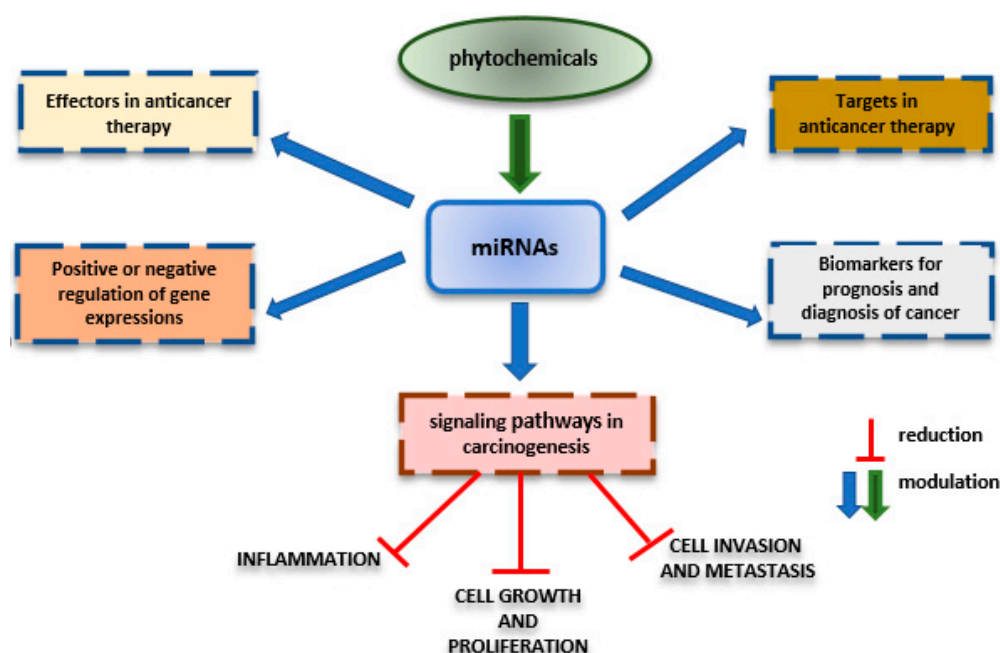 phytochemicals
Effectors in anticancer
therapy
Targets in
anticancer therapy
miRNAs
Positive or negative
regulation of gene
expressions
Biomarkers for
prognosis and
diagnosis of cancer
signaling pathways in
carcinogenesis
reduction
modulation
INFLAMMATION
CELL GROWTH
AND
PROLIFERATION
CELL INVASION
AND METASTASIS